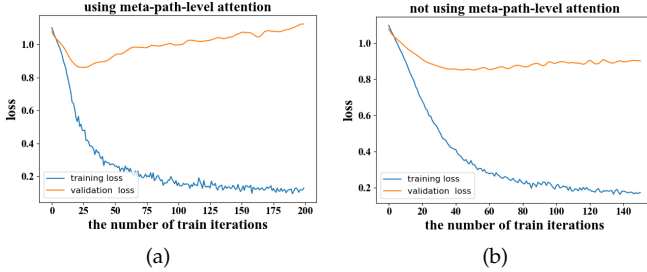 using meta-path-level attention
loss
1.0
0.8
0.6
0.4
0.2
training loss
validation loss
0 25 50 75 100 125 150 175 200
the number of train iterations
(a)
not using meta-path-level attention
loss
1.0
0.8
0.6
0.4
0.2
training loss
validation loss
0 20 40 60 80 100 120 140
the number of train iterations
(b)